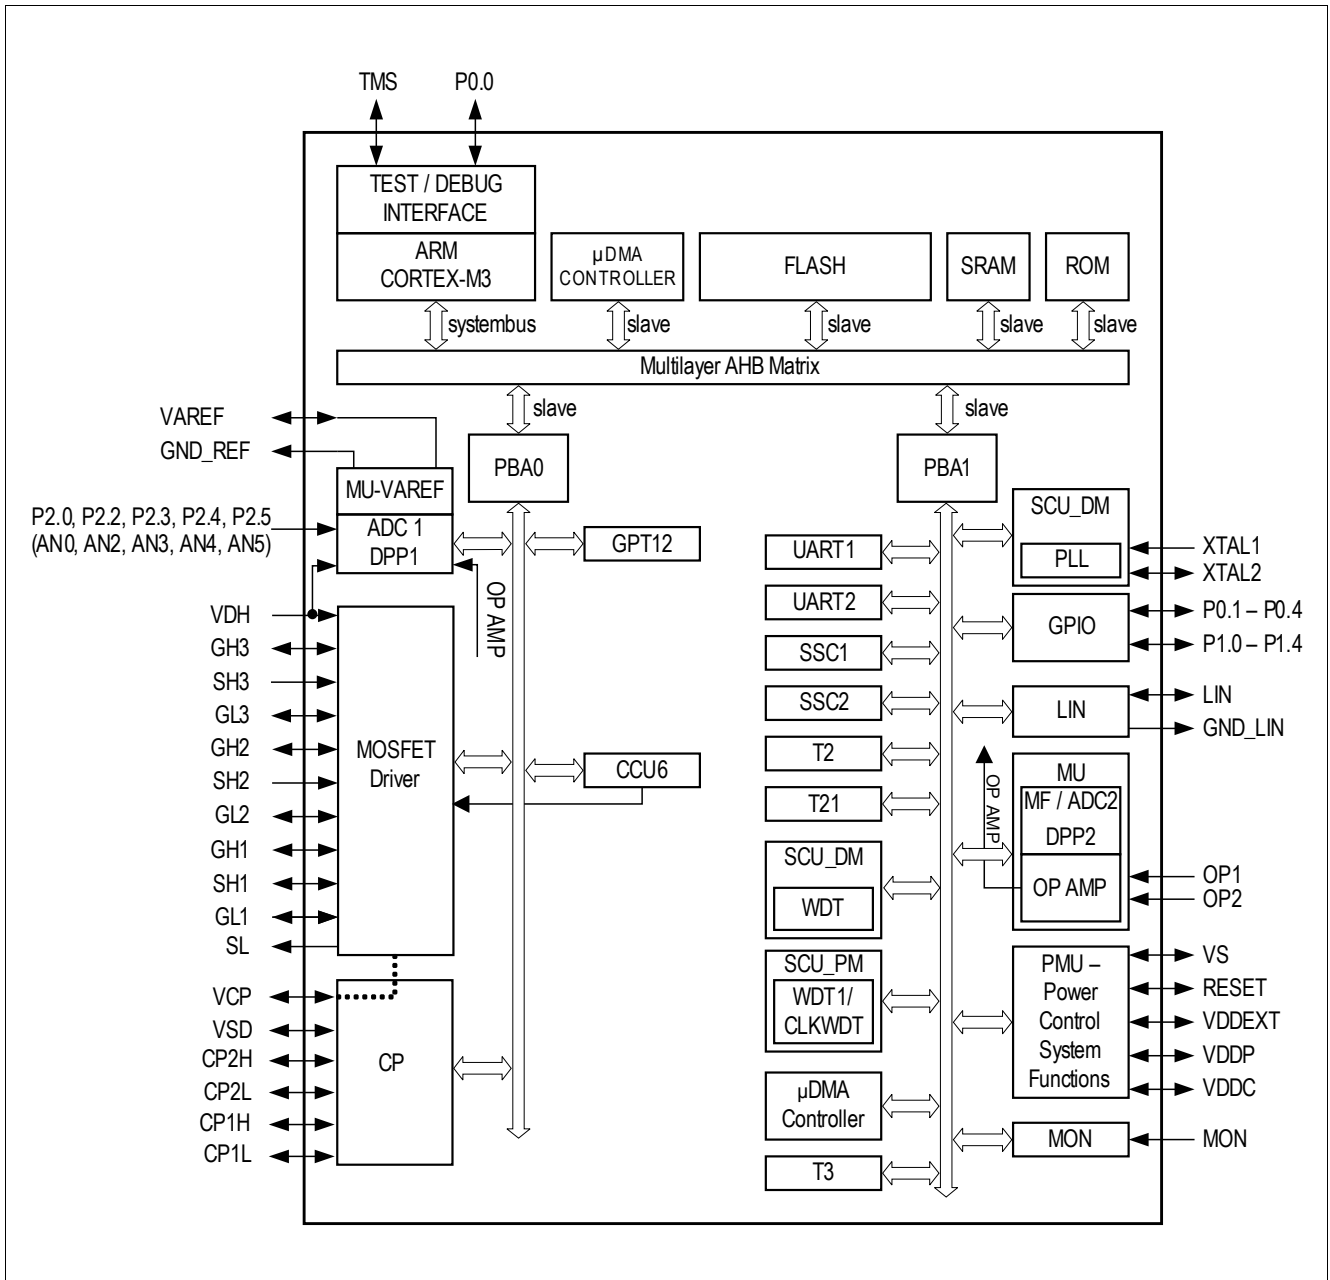 TMS
P0.0
TEST / DEBUG
INTERFACE
ARM
CORTEX-M3
µDMA
CONTROLLER
FLASH
SRAM
ROM
systembus
slave
slave
slave
slave
Multilayer AHB Matrix
slave
slave
VAREF
GND_REF
PBA0
PBA1
MU-VAREF
ADC 1
DPP1
P2.0, P2.2, P2.3, P2.4, P2.5
(AN0, AN2, AN3, AN4, AN5)
GPT12
OP AMP
VDH
GH3
SH3
GL3
GH2
SH2
GL2
GH1
SH1
GL1
SL
MOSFET
Driver
CCU6
VCP
VSD
CP2H
CP2L
CP1H
CP1L
CP
UART1
UART2
SSC1
SSC2
T2
T21
SCU_DM
WDT
SCU_PM
WDT1/
CLKWDT
µDMA
Controller
T3
SCU_DM
PLL
XTAL1
XTAL2
GPIO
P0.1 – P0.4
P1.0 – P1.4
LIN
LIN
GND_LIN
OP AMP
MU
MF / ADC2
DPP2
OP AMP
OP1
OP2
PMU –
Power
Control
System
Functions
VS
RESET
VDDEXT
VDDP
VDDC
MON
MON